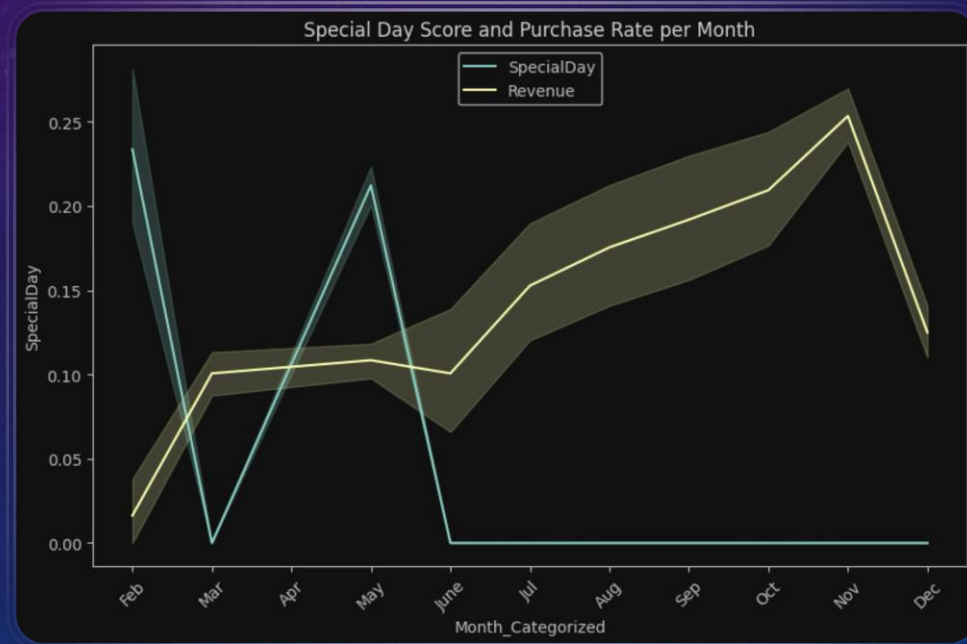 Special Day Score and Purchase Rate per Month
SpecialDay
Revenue
0.25
0.20
0.15
0.10
0.05
0.00
SpecialDay
Feb
Mar
Apr
May
June
Jul
Aug
Sep
Oct
Nov
Dec
Month_Categorized